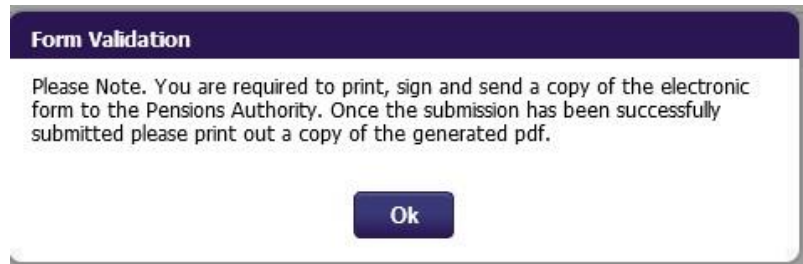 Form Validation
Please Note. You are required to print, sign and send a copy of the electronic
form to the Pensions Authority. Once the submission has been successfully
submitted please print out a copy of the generated pdf.
Ok